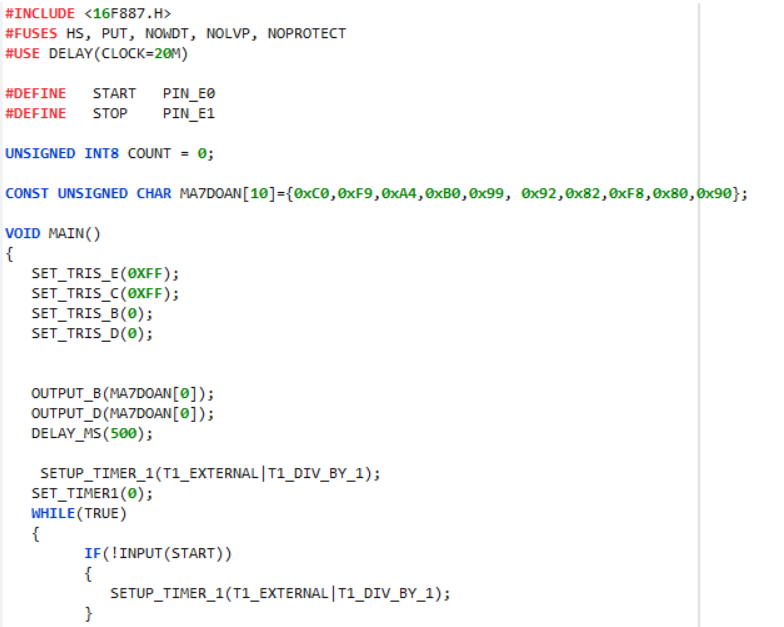 #INCLUDE <16F887.H>
#FUSES HS, PUT, NOWDT, NOLVP, NOPROTECT
#USE DELAY(CLOCK=20M)
#DEFINE   START   PIN_E0
#DEFINE   STOP    PIN_E1
UNSIGNED INT8 COUNT = 0;
CONST UNSIGNED CHAR MA7DOAN[10]={0xC0,0xF9,0xA4,0xB0,0x99, 0x92,0x82,0xF8,0x80,0x90};
VOID MAIN()
{
   SET_TRIS_E(0XFF);
   SET_TRIS_C(0XFF);
   SET_TRIS_B(0);
   SET_TRIS_D(0);
   OUTPUT_B(MA7DOAN[0]);
   OUTPUT_D(MA7DOAN[0]);
   DELAY_MS(500);
    SETUP_TIMER_1(T1_EXTERNAL|T1_DIV_BY_1);
   SET_TIMER1(0);
   WHILE(TRUE)
   {
         IF(!INPUT(START))
         {
            SETUP_TIMER_1(T1_EXTERNAL|T1_DIV_BY_1);
         }